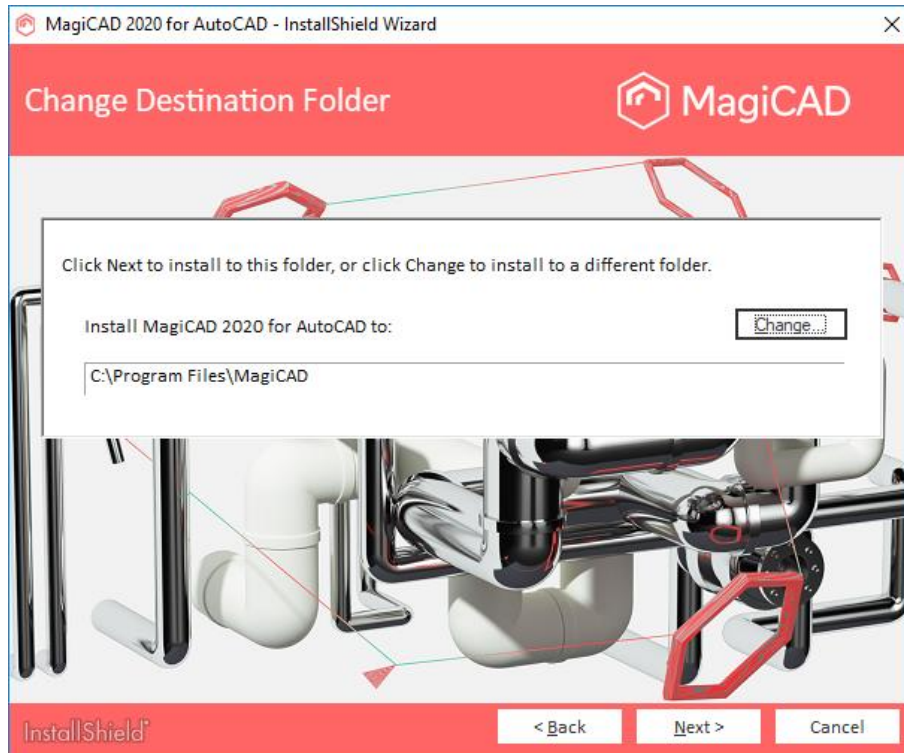 MagiCAD 2020 for AutoCAD - InstallShield Wizard
Change Destination Folder
MagiCAD
Click Next to install to this folder, or click Change to install to a different folder.
Install MagiCAD 2020 for AutoCAD to:
Change...
C:\Program Files\MagiCAD
InstallShield
< Back
Next >
Cancel